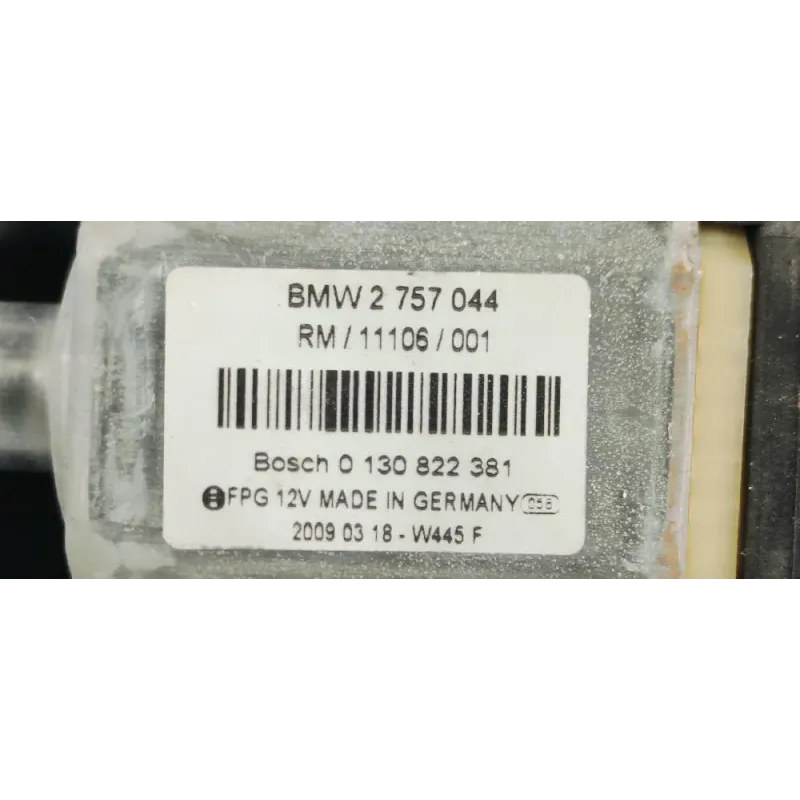 BMW 2 757 044
RM / 11106 / 001
Bosch 0 130 822 381
FPG 12V MADE IN GERMANY 058
2009 03 18 - W445 F